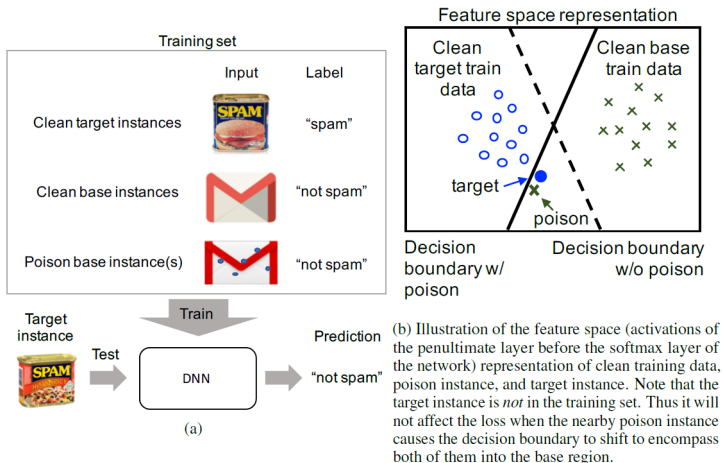 Training set
Input
Label
Clean target instances
SPAM
“spam”
Clean base instances
“not spam”
Poison base instance(s)
“not spam”
Train
Target
instance
Test
SPAM
DNN
Prediction
“not spam”
(a)
Feature space representation
Clean
target train
data
Clean base
train data
target
poison
Decision
boundary w/
poison
Decision boundary
w/o poison
(b) Illustration of the feature space (activations of
the penultimate layer before the softmax layer of
the network) representation of clean training data,
poison instance, and target instance. Note that the
target instance is not in the training set. Thus it will
not affect the loss when the nearby poison instance
causes the decision boundary to shift to encompass
both of them into the base region.